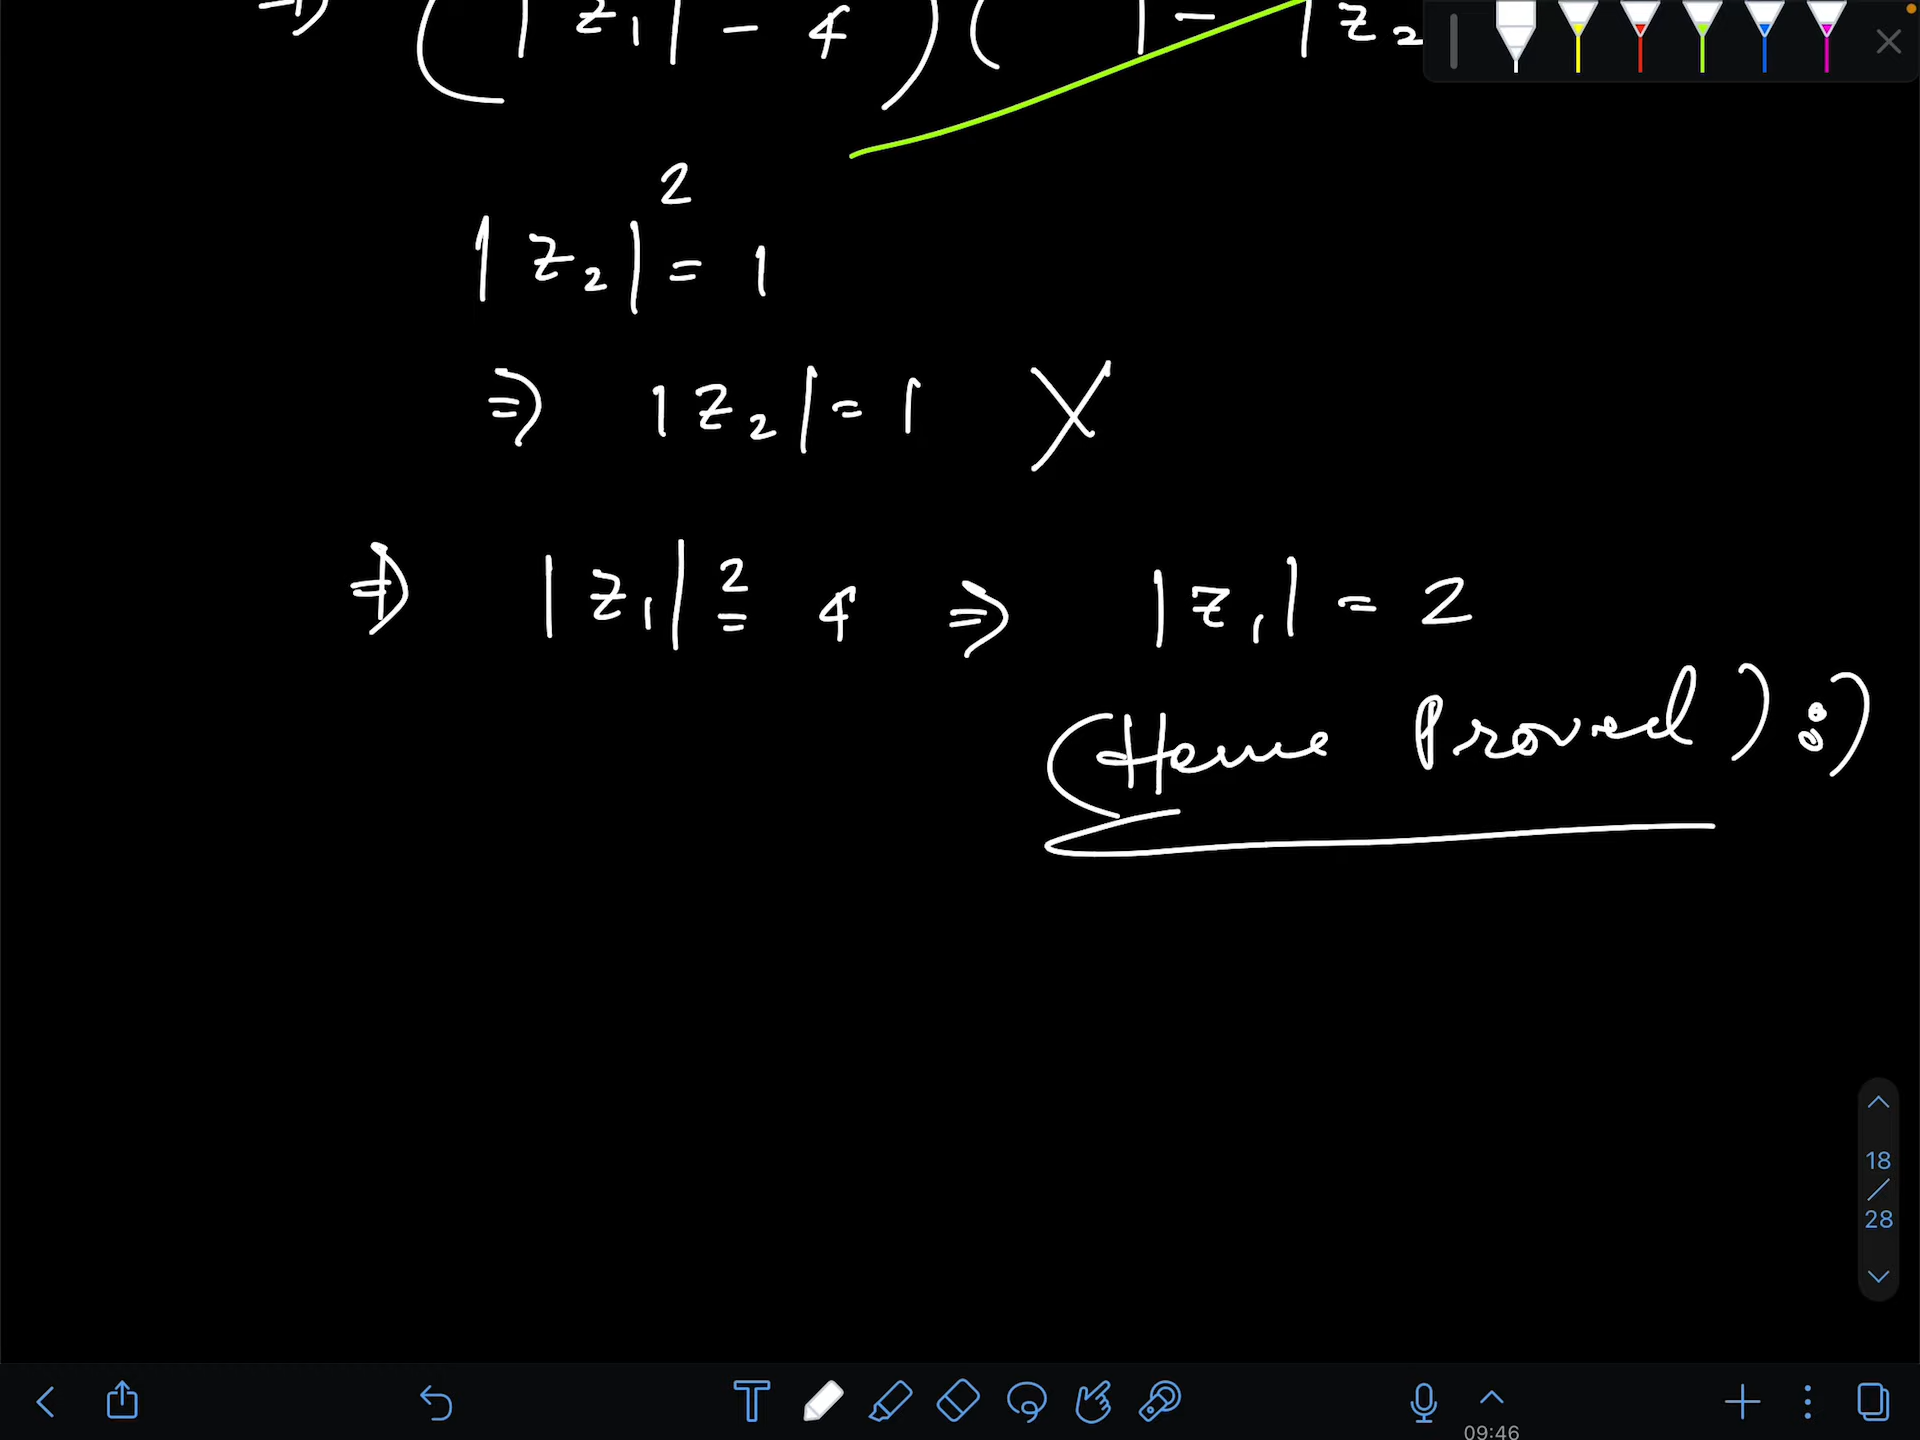 ⇒ (|z₁| - 4)(1 - |z₂
|z₂|² = 1
⇒ |z₂| = 1 X
⇒ |z₁|² = 4 ⇒ |z₁| = 2
(Hence Proved) :)
18
/
28
T
09:46